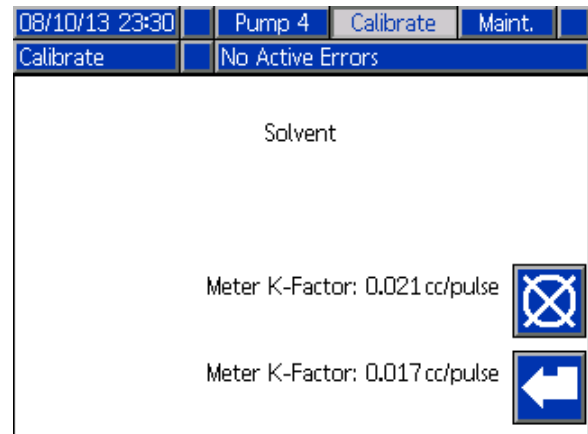 08/10/13 23:30 Pump 4 Calibrate Maint.
Calibrate No Active Errors
Solvent
Meter K-Factor: 0.021 cc/pulse
Meter K-Factor: 0.017 cc/pulse